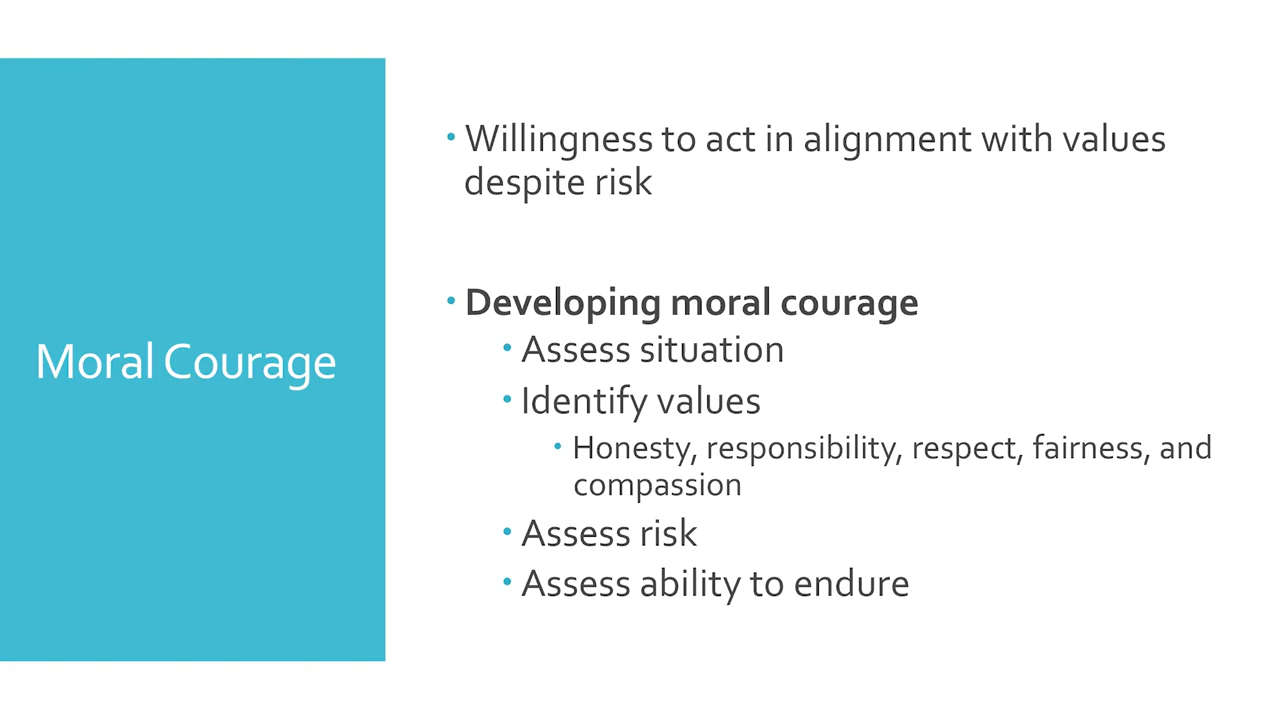 Moral Courage
• Willingness to act in alignment with values
despite risk
• Developing moral courage
• Assess situation
• Identify values
• Honesty, responsibility, respect, fairness, and
compassion
• Assess risk
• Assess ability to endure